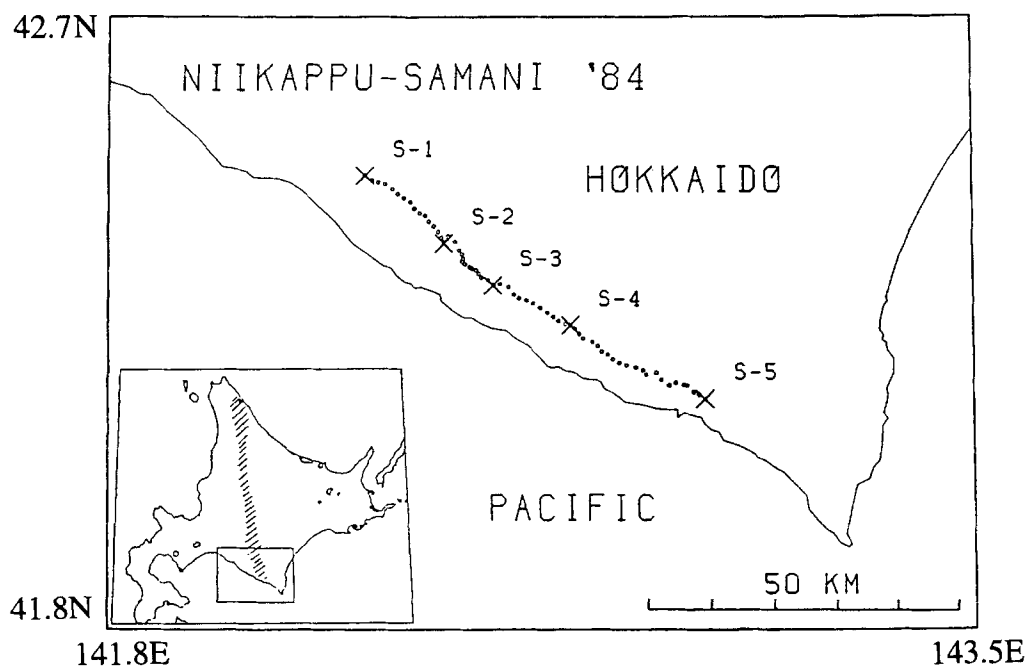 42.7N
NIIKAPPU-SAMANI '84
S-1
HØKKAIDØ
S-2
S-3
S-4
S-5
PACIFIC
50 KM
41.8N
141.8E
143.5E